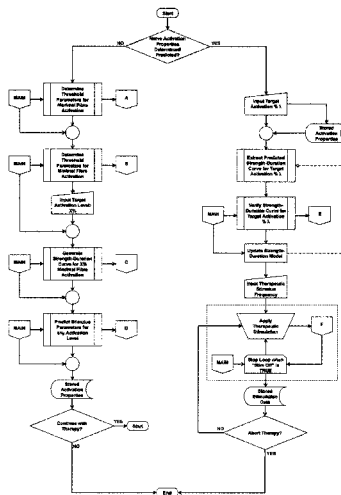 Start
Nerve Activation
Properties
Determined/
Predicted?
NO
YES
MAIN
Determine
Threshold
Parameters for
Maximal Fibre
Activation
A
MAIN
Determine
Threshold
Parameters for
Minimal Fibre
Activation
B
Input Target
Activation Level:
X%
MAIN
Generate
Strength-Duration
Curve for X%
Maximal Fibre
Activation
C
MAIN
Predict Stimulus
Parameters for
any Activation
Level
D
Stored
Activation
Properties
Continue with
Therapy?
YES
Start
NO
Input Target
Activation % λ
Stored
Activation
Properties
Extract Predicted
Strength-Duration
Curve for Target
Activation % λ
MAIN
Verify Strength-
Duration Curve for
Target Activation
% λ
E
Update Strength-
Duration Model
Input Therapeutic
Stimulus
Frequency
Apply
Therapeutic
Stimulation
F
MAIN
Stop Loop when
"Stim Off" is
TRUE
Stored
Stimulation
Data
Abort Therapy?
NO
YES
End